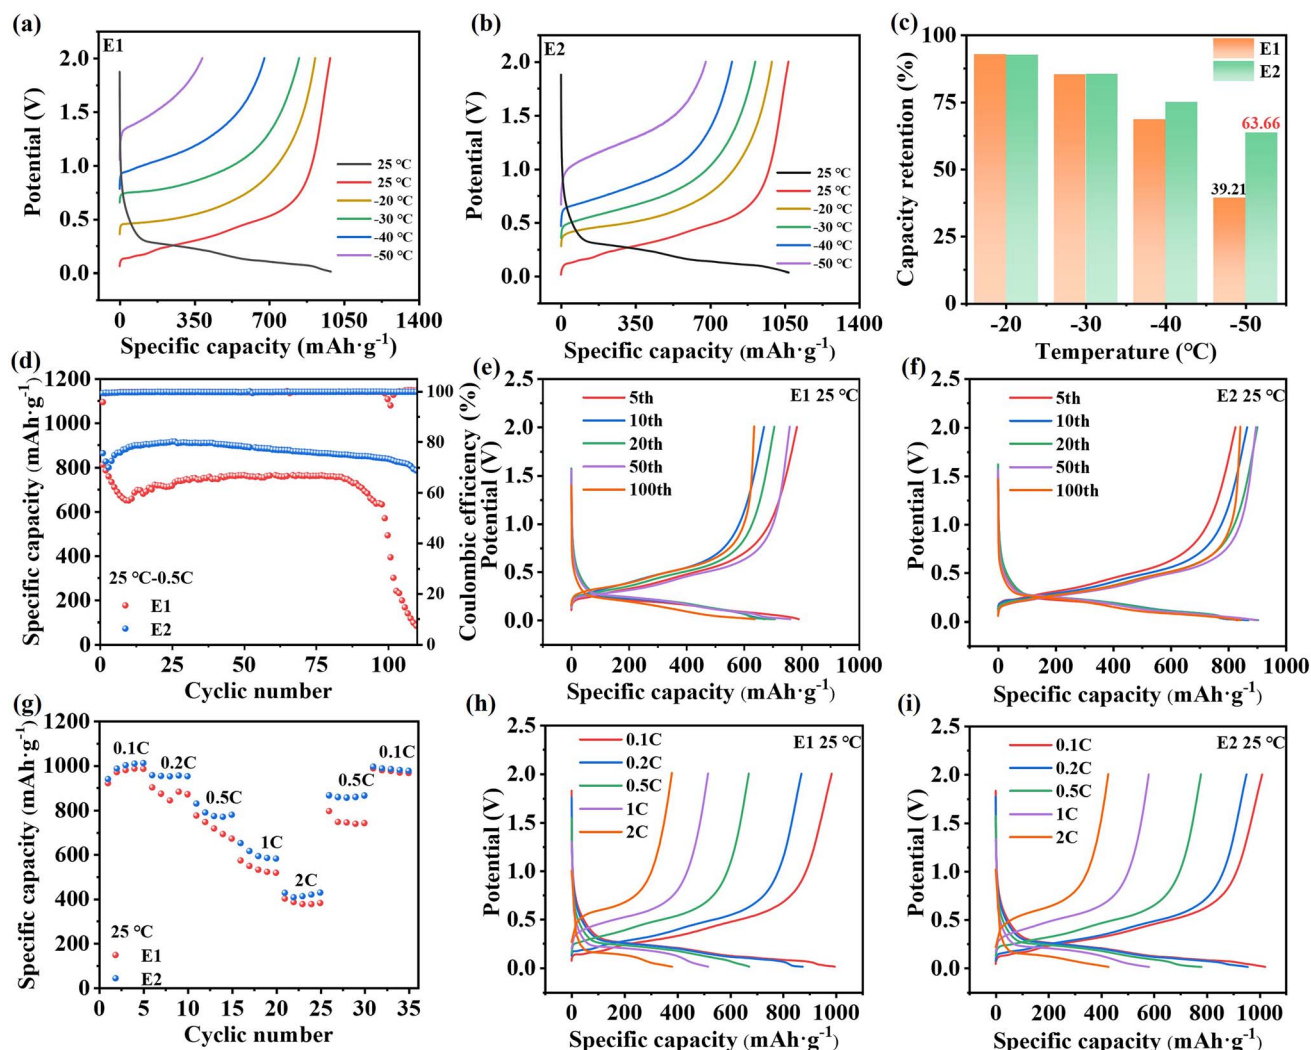 (a)
E1
Potential (V)
2.0
1.5
1.0
0.5
0.0
25 °C
25 °C
-20 °C
-30 °C
-40 °C
-50 °C
0 350 700 1050 1400
Specific capacity (mAh·g⁻¹)
(b)
E2
Potential (V)
2.0
1.5
1.0
0.5
0.0
25 °C
25 °C
-20 °C
-30 °C
-40 °C
-50 °C
0 350 700 1050 1400
Specific capacity (mAh·g⁻¹)
(c)
Capacity retention (%)
100
75
50
25
0
E1
E2
63.66
39.21
-20 -30 -40 -50
Temperature (°C)
(d)
Specific capacity (mAh·g⁻¹)
1200
1000
800
600
400
200
0
25 °C-0.5C
E1
E2
100
80
60
40
20
0
Coulombic efficiency (%)
0 25 50 75 100
Cyclic number
(e)
Potential (V)
2.5
2.0
1.5
1.0
0.5
0.0
E1 25 °C
5th
10th
20th
50th
100th
0 200 400 600 800 1000
Specific capacity (mAh·g⁻¹)
(f)
Potential (V)
2.5
2.0
1.5
1.0
0.5
0.0
E2 25 °C
5th
10th
20th
50th
100th
0 200 400 600 800 1000
Specific capacity (mAh·g⁻¹)
(g)
Specific capacity (mAh·g⁻¹)
1200
1000
800
600
400
200
0
0.1C
0.2C
0.5C
1C
2C
0.5C
0.1C
25 °C
E1
E2
0 5 10 15 20 25 30 35
Cyclic number
(h)
Potential (V)
2.5
2.0
1.5
1.0
0.5
0.0
E1 25 °C
0.1C
0.2C
0.5C
1C
2C
0 200 400 600 800 1000
Specific capacity (mAh·g⁻¹)
(i)
Potential (V)
2.5
2.0
1.5
1.0
0.5
0.0
E2 25 °C
0.1C
0.2C
0.5C
1C
2C
0 200 400 600 800 1000
Specific capacity (mAh·g⁻¹)